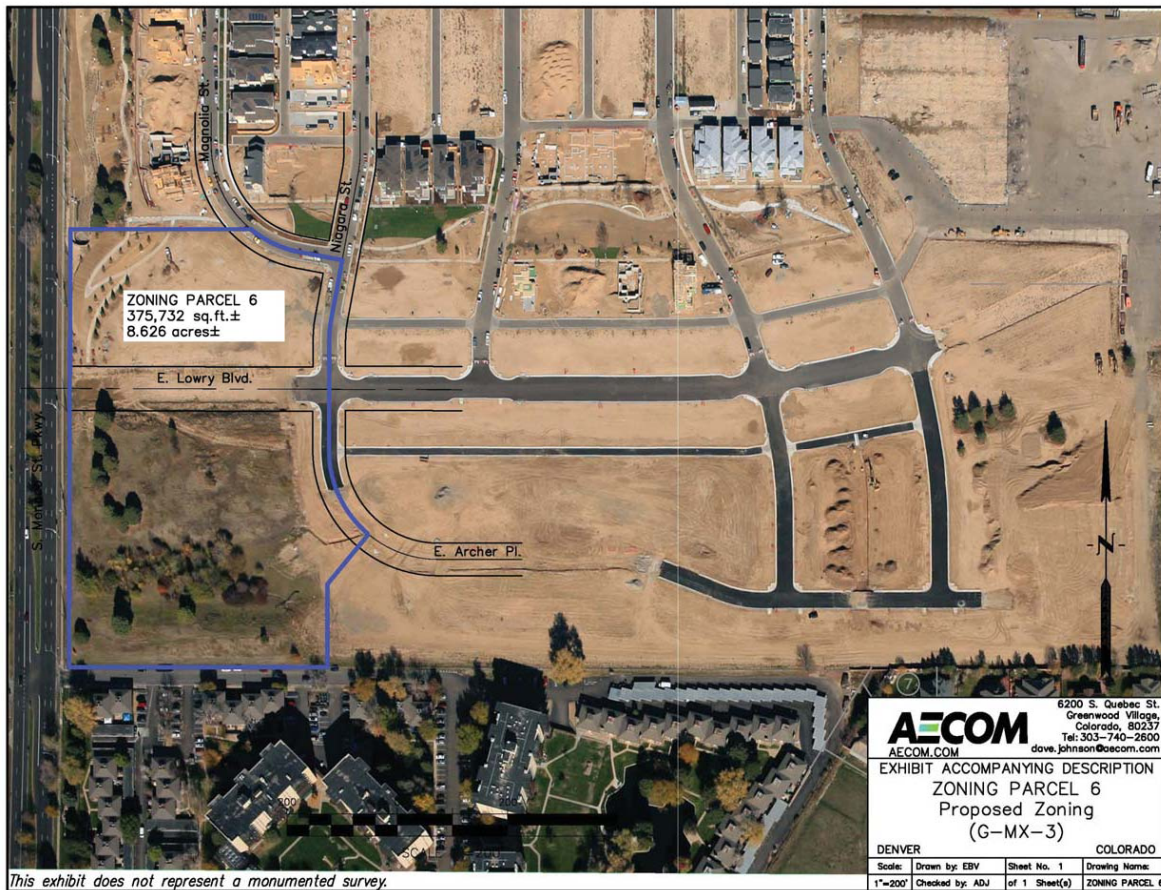 Magnolia St.
Niagara St.
ZONING PARCEL 6
375,732 sq.ft.±
8.626 acres±
E. Lowry Blvd.
S. Monaco St. Pkwy.
E. Archer Pl.
N
7
200
200
AECOM
AECOM.COM
6200 S. Quebec St.
Greenwood Village,
Colorado, 80237
Tel: 303-740-2600
dave.johnson@aecom.com
EXHIBIT ACCOMPANYING DESCRIPTION
ZONING PARCEL 6
Proposed Zoning
(G-MX-3)
DENVER COLORADO
Scale: Drawn by: EBV Sheet No. 1 Drawing Name:
1"=200' Checked by: ADJ of 1 Sheet(s) ZONING PARCEL 6
This exhibit does not represent a monumented survey.